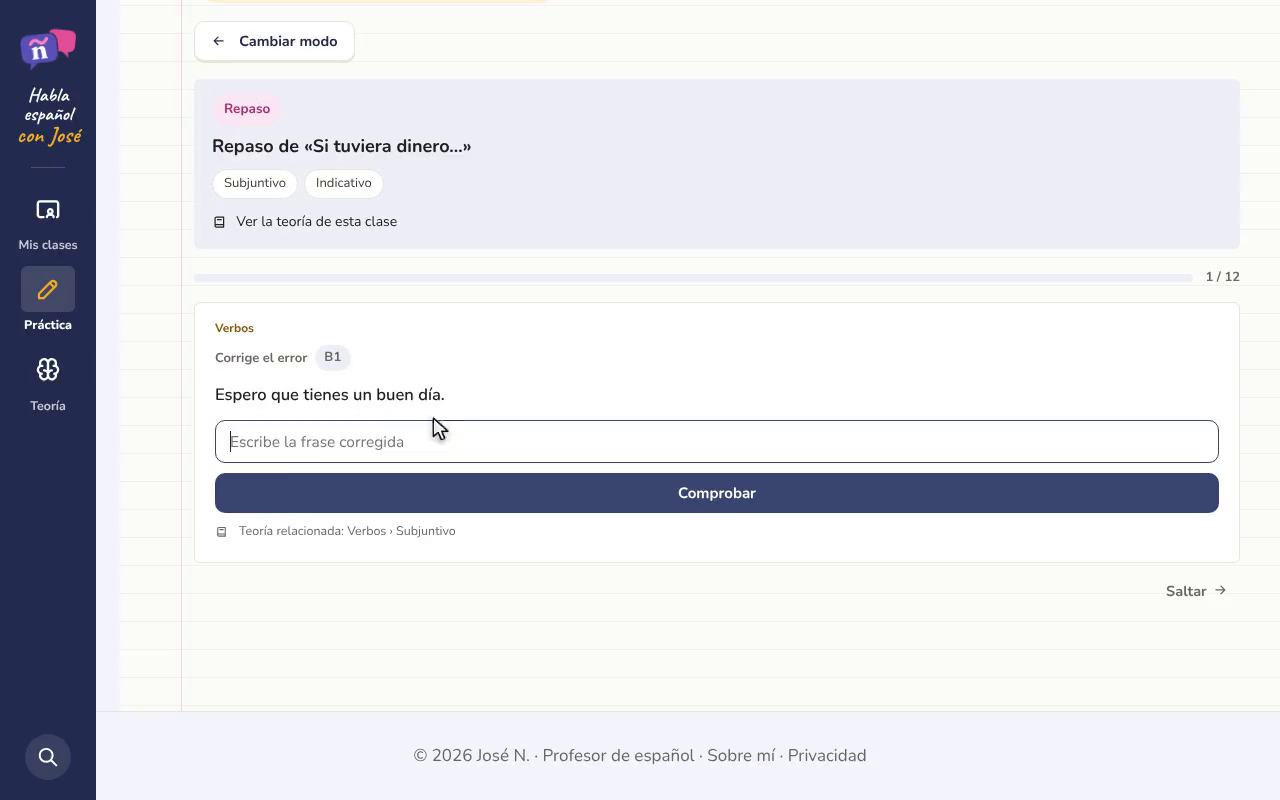 ñ
Habla
español
con José
Mis clases
Práctica
Teoría
← Cambiar modo
Repaso
Repaso de «Si tuviera dinero...»
Subjuntivo Indicativo
Ver la teoría de esta clase
1 / 12
Verbos
Corrige el error B1
Espero que tienes un buen día.
Escribe la frase corregida
Comprobar
Teoría relacionada: Verbos › Subjuntivo
Saltar →
© 2026 José N. · Profesor de español · Sobre mí · Privacidad